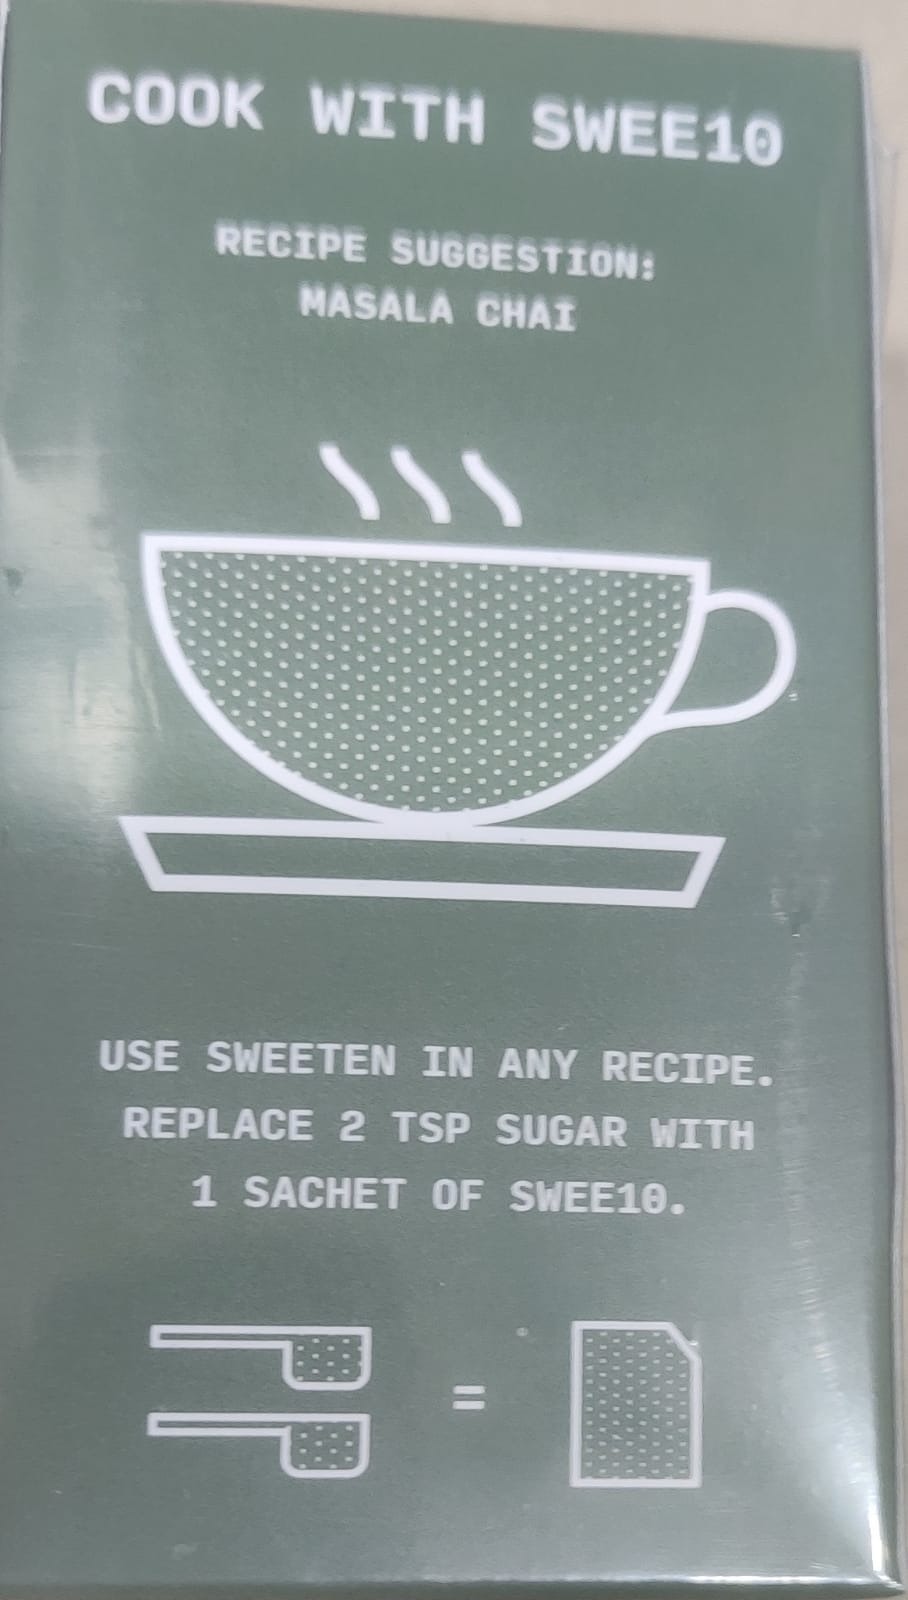 COOK WITH SWEE10
RECIPE SUGGESTION:
MASALA CHAI
USE SWEETEN IN ANY RECIPE.
REPLACE 2 TSP SUGAR WITH
1 SACHET OF SWEE10.
=